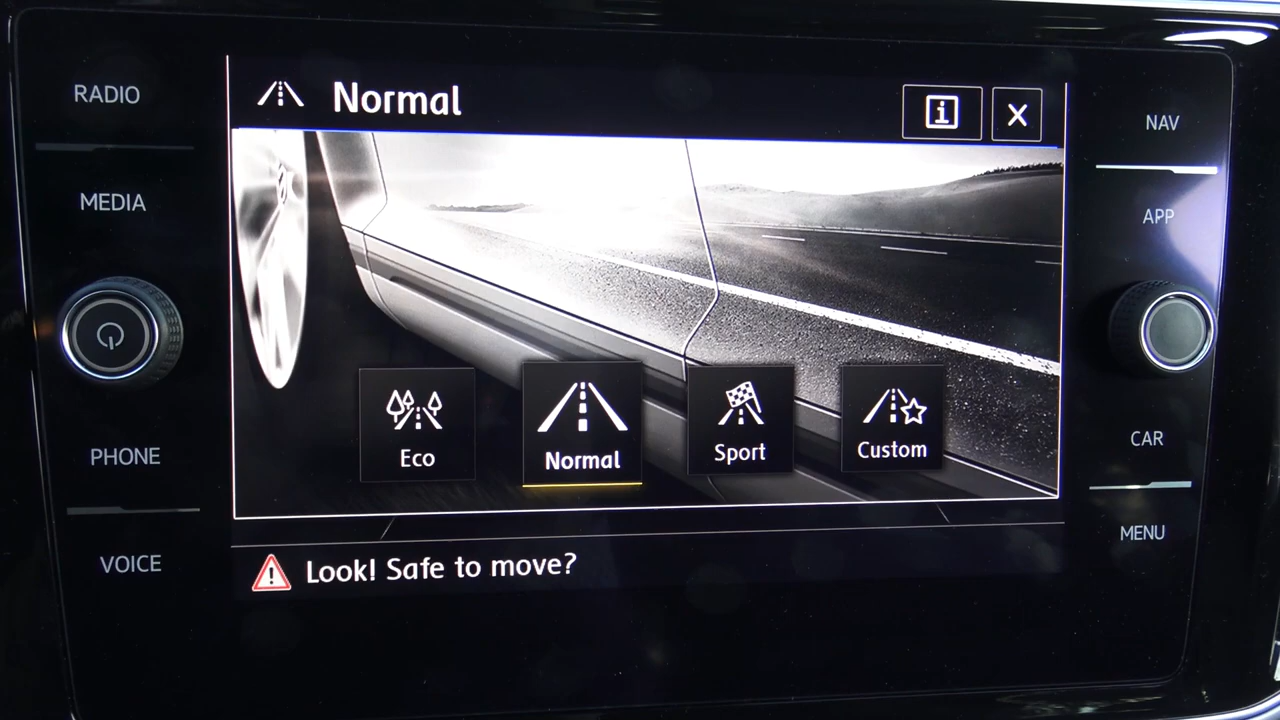 RADIO
MEDIA
PHONE
VOICE
Normal
i
X
Eco
Normal
Sport
Custom
Look! Safe to move?
NAV
APP
CAR
MENU